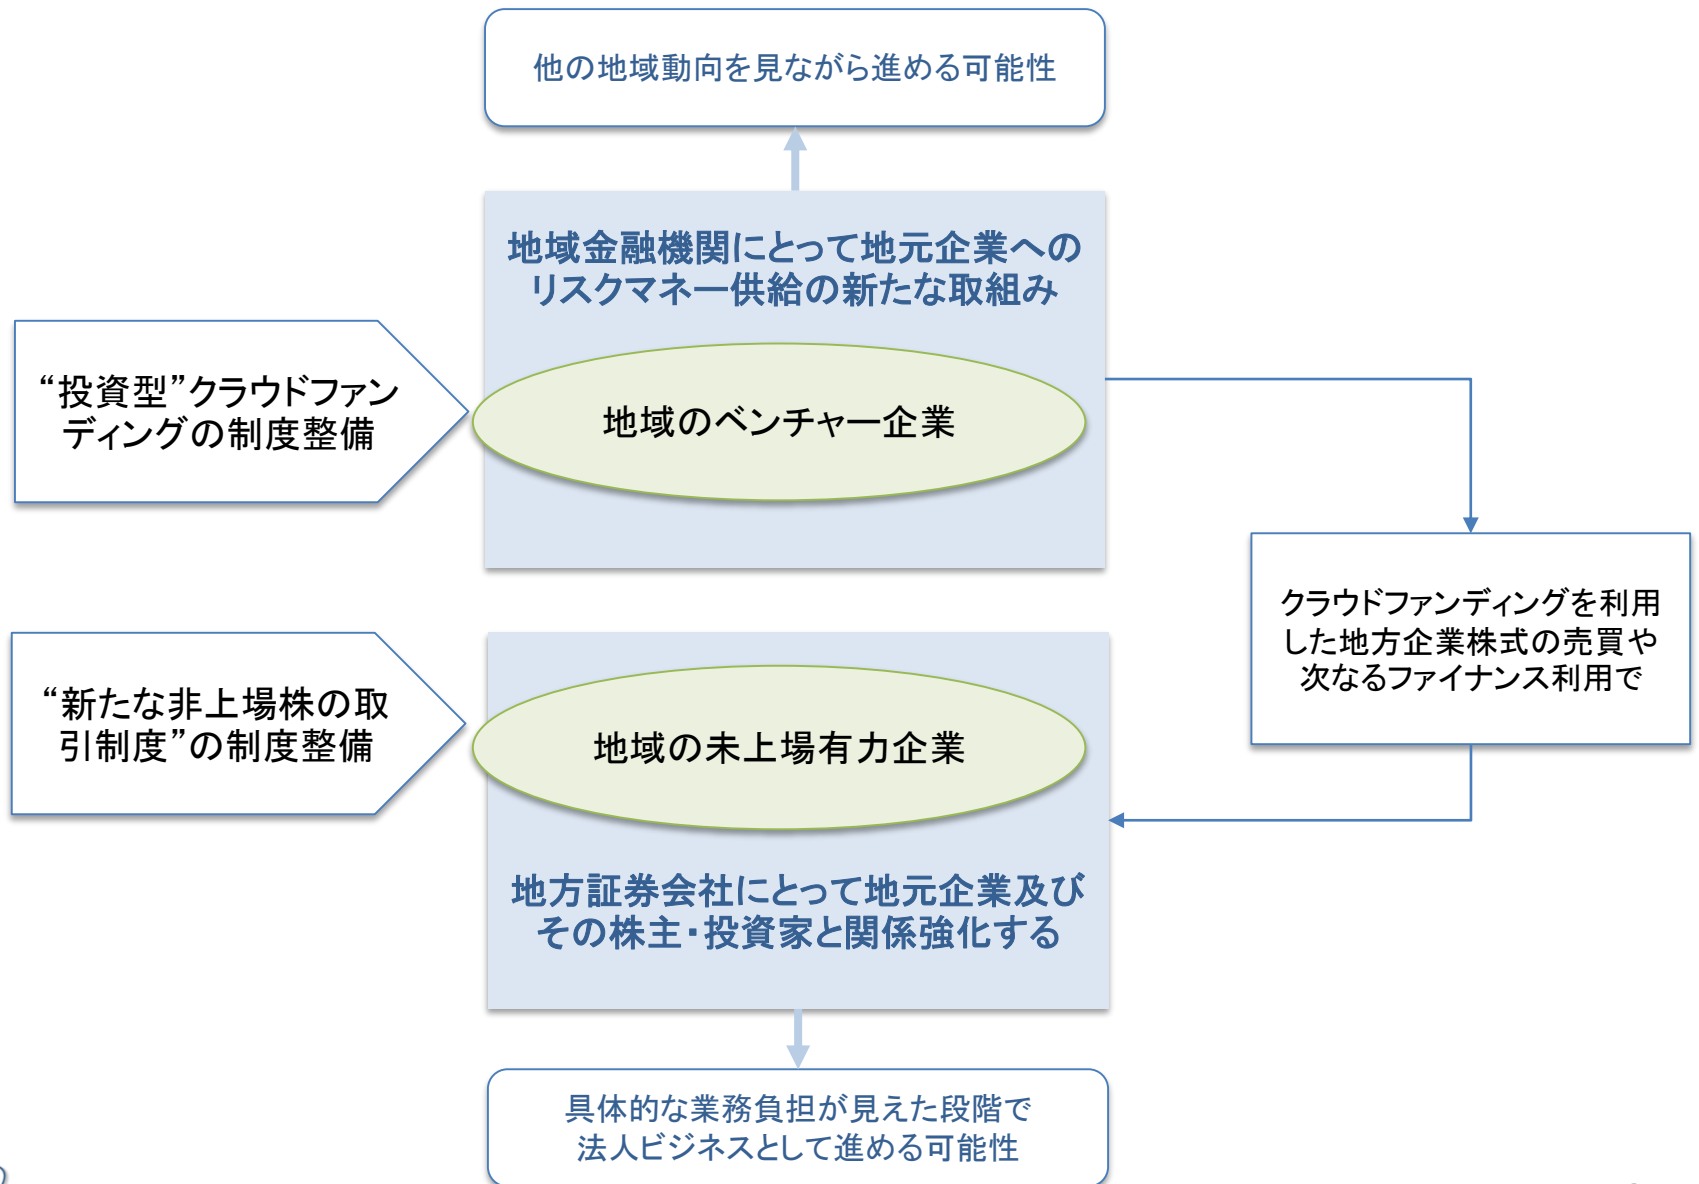 他の地域動向を見ながら進める可能性
地域金融機関にとって地元企業への
リスクマネー供給の新たな取組み
“投資型”クラウドファン
ディングの制度整備
地域のベンチャー企業
クラウドファンディングを利用
した地方企業株式の売買や
次なるファイナンス利用で
“新たな非上場株の取
引制度”の制度整備
地域の未上場有力企業
地方証券会社にとって地元企業及び
その株主・投資家と関係強化する
具体的な業務負担が見えた段階で
法人ビジネスとして進める可能性